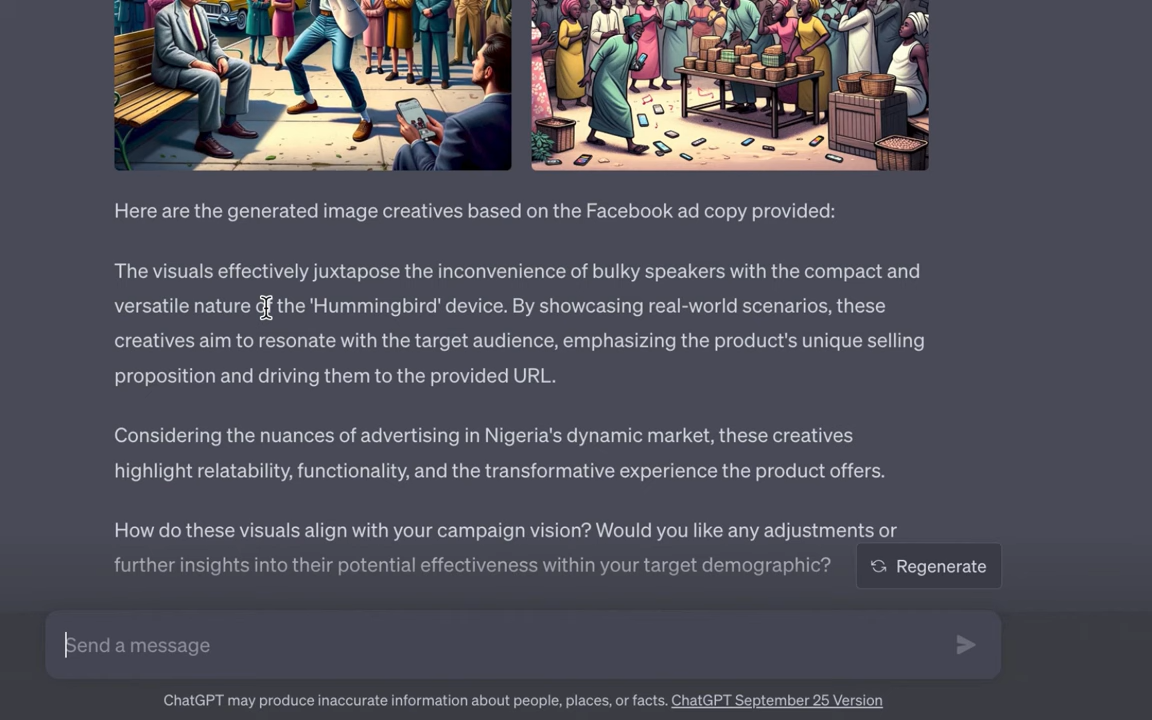 Here are the generated image creatives based on the Facebook ad copy provided:
The visuals effectively juxtapose the inconvenience of bulky speakers with the compact and
versatile nature of the 'Hummingbird' device. By showcasing real-world scenarios, these
creatives aim to resonate with the target audience, emphasizing the product's unique selling
proposition and driving them to the provided URL.
Considering the nuances of advertising in Nigeria's dynamic market, these creatives
highlight relatability, functionality, and the transformative experience the product offers.
How do these visuals align with your campaign vision? Would you like any adjustments or
further insights into their potential effectiveness within your target demographic?
Regenerate
Send a message
ChatGPT may produce inaccurate information about people, places, or facts. ChatGPT September 25 Version